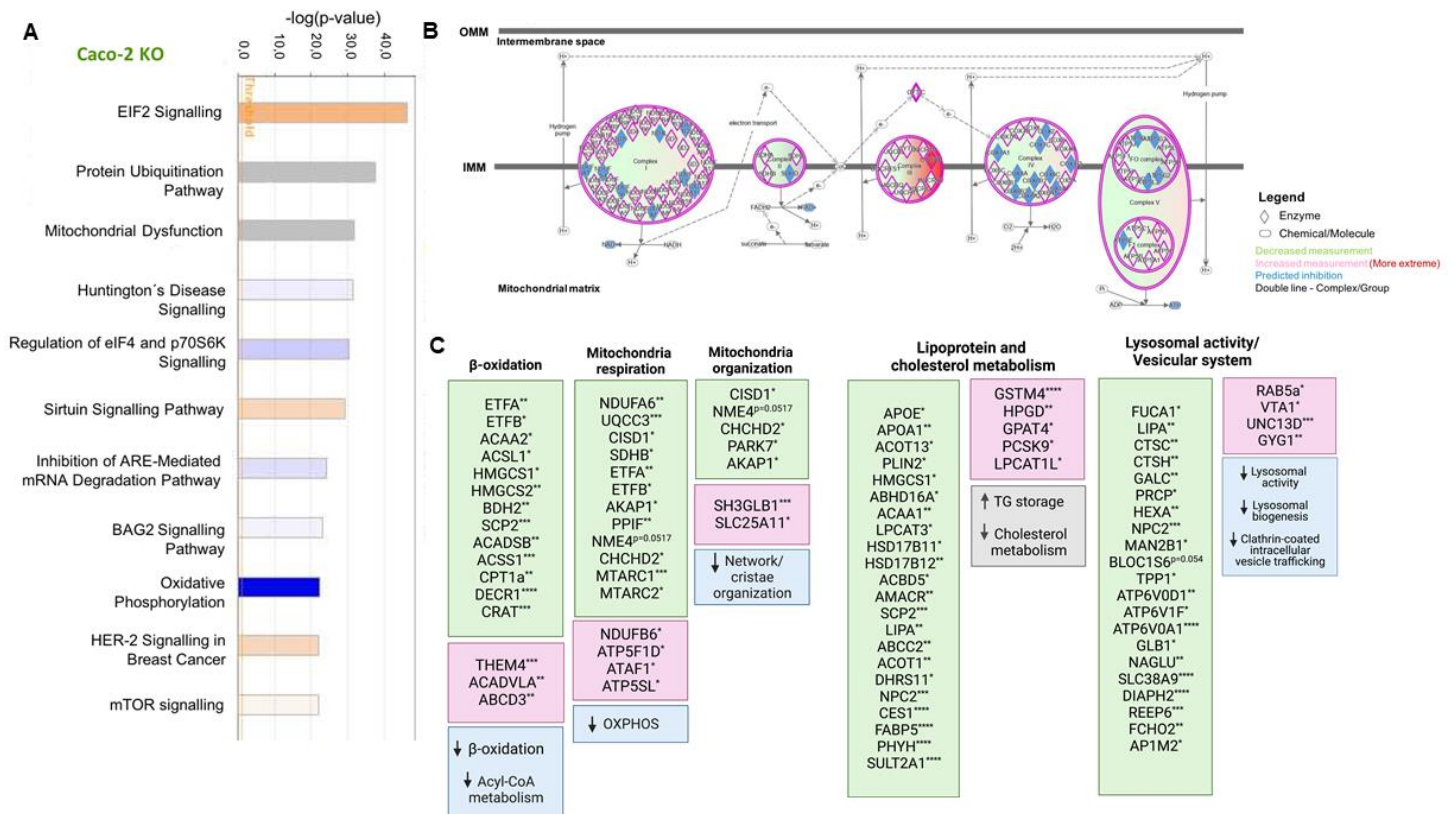 A
Caco-2 KO
-log(p-value)
0.0
10.0
20.0
30.0
40.0
Threshold
EIF2 Signalling
Protein Ubiquitination
Pathway
Mitochondrial Dysfunction
Huntington´s Disease
Signalling
Regulation of eIF4 and p70S6K
Signalling
Sirtuin Signalling Pathway
Inhibition of ARE-Mediated
mRNA Degradation Pathway
BAG2 Signalling
Pathway
Oxidative
Phosphorylation
HER-2 Signalling in
Breast Cancer
mTOR signalling
B
OMM
Intermembrane space
H+
H+
H+
H+
e-
e-
e-
Hydrogen
pump
electron transport
Hydrogen pump
IMM
Complex
I
Complex
II
Complex
III
Complex
IV
F0 complex
Complex V
F1 complex
e-
FADH2
H+
e-
succinate
fumarate
NADH
H+
H+
O2
H2O
2H+
H+
H+
Pi
ADP
ATP
Mitochondrial matrix
Legend
Enzyme
Chemical/Molecule
Decreased measurement
Increased measurement (More extreme)
Predicted inhibition
Double line - Complex/Group
C
β-oxidation
ETFA**
ETFB*
ACAA2*
ACSL1*
HMGCS1*
HMGCS2**
BDH2**
SCP2***
ACADSB**
ACSS1***
CPT1a**
DECR1****
CRAT***
THEM4***
ACADVLA**
ABCD3**
↓ β-oxidation
↓ Acyl-CoA
metabolism
Mitochondria
respiration
NDUFA6**
UQCC3***
CISD1*
SDHB*
ETFA**
ETFB*
AKAP1*
PPIF**
NME4p=0.0517
CHCHD2*
MTARC1***
MTARC2*
NDUFB6*
ATP5F1D*
ATAF1*
ATP5SL*
↓ OXPHOS
Mitochondria
organization
CISD1*
NME4p=0.0517
CHCHD2*
PARK7*
AKAP1*
SH3GLB1***
SLC25A11*
↓ Network/
cristae
organization
Lipoprotein and
cholesterol metabolism
APOE*
APOA1**
ACOT13*
PLIN2*
HMGCS1*
ABHD16A*
ACAA1**
LPCAT3*
HSD17B11*
HSD17B12**
ACBD5*
AMACR**
SCP2***
LIPA**
ABCC2**
ACOT1**
DHRS11*
NPC2***
CES1****
FABP5****
PHYH****
SULT2A1****
GSTM4****
HPGD**
GPAT4*
PCSK9*
LPCAT1L*
↑ TG storage
↓ Cholesterol
metabolism
Lysosomal activity/
Vesicular system
FUCA1*
LIPA**
CTSC**
CTSH**
GALC**
PRCP*
HEXA**
NPC2***
MAN2B1*
BLOC1S6p=0.054
TPP1*
ATP6V0D1**
ATP6V1F*
ATP6V0A1****
GLB1*
NAGLU**
SLC38A9****
DIAPH2****
REEP6***
FCHO2**
AP1M2*
RAB5a*
VTA1*
UNC13D***
GYG1**
↓ Lysosomal
activity
↓ Lysosomal
biogenesis
↓ Clathrin-coated
intracellular
vesicle trafficking